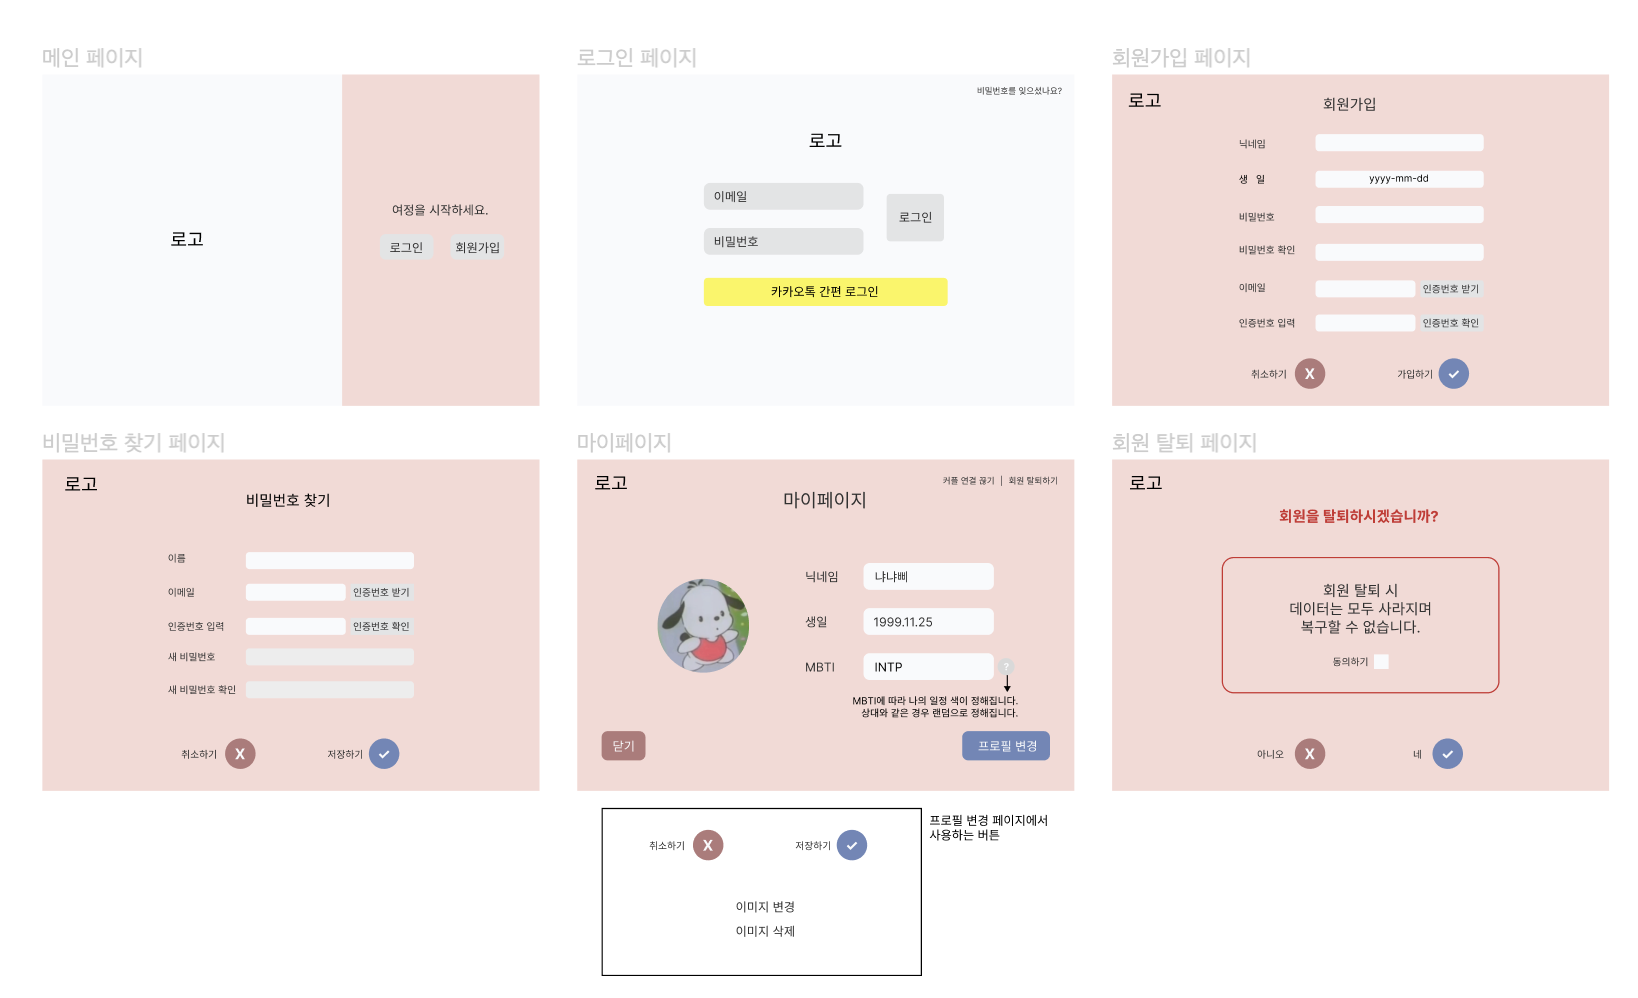 메인 페이지
로고
여정을 시작하세요.
로그인
회원가입
로그인 페이지
비밀번호를 잊으셨나요?
로고
이메일
비밀번호
로그인
카카오톡 간편 로그인
회원가입 페이지
로고
회원가입
닉네임
생 일
yyyy-mm-dd
비밀번호
비밀번호 확인
이메일
인증번호 받기
인증번호 입력
인증번호 확인
취소하기
X
가입하기
비밀번호 찾기 페이지
로고
비밀번호 찾기
이름
이메일
인증번호 받기
인증번호 입력
인증번호 확인
새 비밀번호
새 비밀번호 확인
취소하기
X
저장하기
마이페이지
로고
커플 연결 끊기 | 회원 탈퇴하기
마이페이지
닉네임
냐냐삐
생일
1999.11.25
MBTI
INTP
?
MBTI에 따라 나의 일정 색이 정해집니다.
상대와 같은 경우 랜덤으로 정해집니다.
닫기
프로필 변경
회원 탈퇴 페이지
로고
회원을 탈퇴하시겠습니까?
회원 탈퇴 시
데이터는 모두 사라지며
복구할 수 없습니다.
동의하기
아니오
X
네
취소하기
X
저장하기
이미지 변경
이미지 삭제
프로필 변경 페이지에서
사용하는 버튼